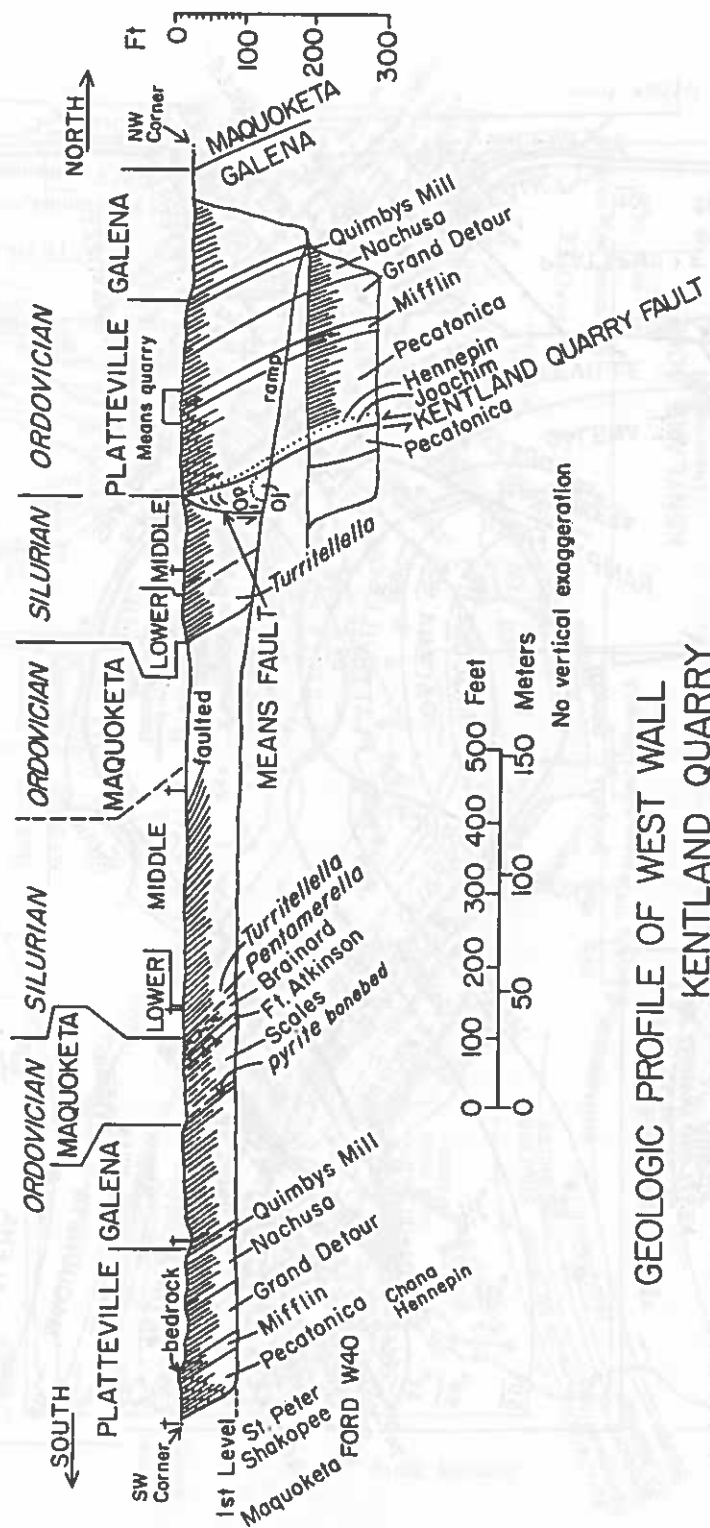 SOUTH
NORTH
ORDOVICIAN
SILURIAN
ORDOVICIAN
SILURIAN
ORDOVICIAN
PLATTEVILLE
GALENA
MAQUOKETA
LOWER
MIDDLE
MAQUOKETA
LOWER
MIDDLE
PLATTEVILLE
GALENA
Means quarry
SW
Corner
bedrock
faulted
NW
Corner
MAQUOKETA
GALENA
Ft
0
100
200
300
1st Level
St. Peter
Shakopee
Maquoketa FORD W40
Chana
Hennepin
Pecatonica
Mifflin
Grand Detour
Nachusa
Quimbys Mill
pyrite bonebed
Scales
Ft. Atkinson
Brainard
Pentamerella
Turritellella
MEANS FAULT
Turritellella
Op
Oj
ramp
Quimbys Mill
Nachusa
Grand Detour
Mifflin
Pecatonica
Hennepin
Joachim
KENTLAND QUARRY FAULT
Pecatonica
0 100 200 300 400 500 Feet
0 50 100 150 Meters
No vertical exaggeration
GEOLOGIC PROFILE OF WEST WALL
KENTLAND QUARRY